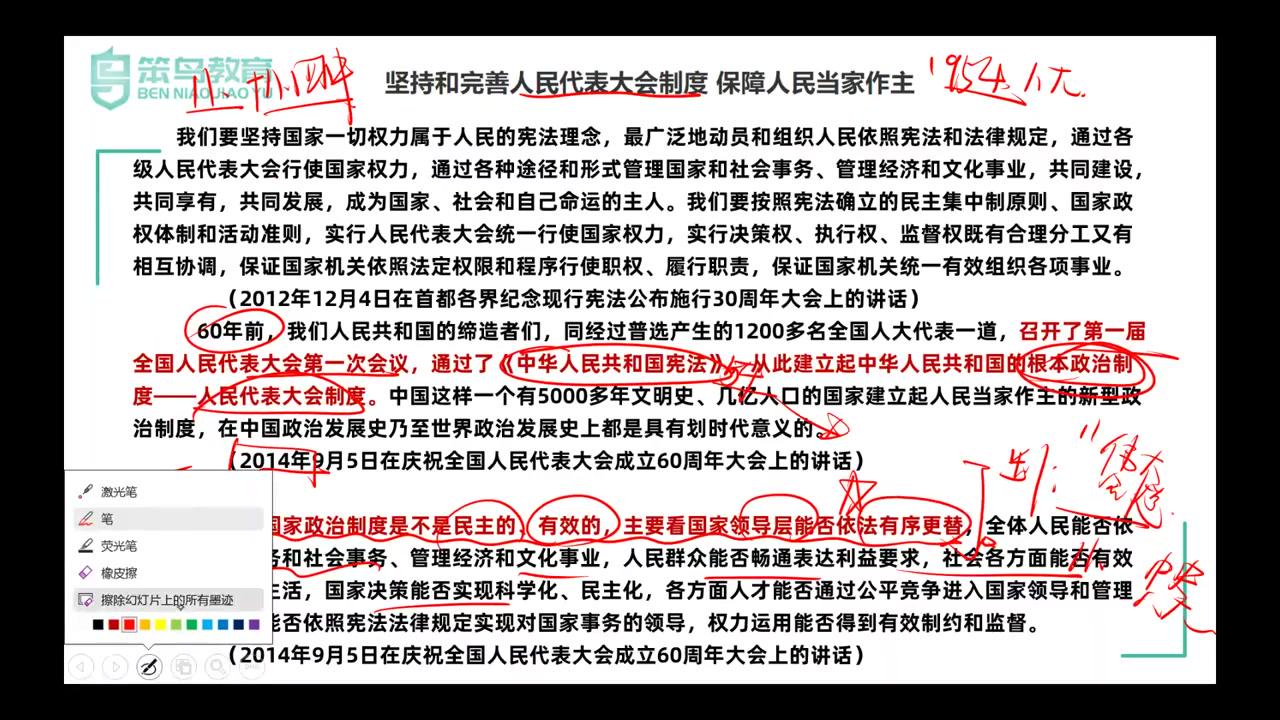 笨鸟教育
BEN NIAO JIAO YU
坚持和完善人民代表大会制度 保障人民当家作主
1954. 人大.
我们要坚持国家一切权力属于人民的宪法理念，最广泛地动员和组织人民依照宪法和法律规定，通过各
级人民代表大会行使国家权力，通过各种途径和形式管理国家和社会事务、管理经济和文化事业，共同建设，
共同享有，共同发展，成为国家、社会和自己命运的主人。我们要按照宪法确立的民主集中制原则、国家政
权体制和活动准则，实行人民代表大会统一行使国家权力，实行决策权、执行权、监督权既有合理分工又有
相互协调，保证国家机关依照法定权限和程序行使职权、履行职责，保证国家机关统一有效组织各项事业。
（2012年12月4日在首都各界纪念现行宪法公布施行30周年大会上的讲话）
60年前，我们人民共和国的缔造者们，同经过普选产生的1200多名全国人大代表一道，召开了第一届
全国人民代表大会第一次会议，通过了《中华人民共和国宪法》，从此建立起中华人民共和国的根本政治制
度——人民代表大会制度。中国这样一个有5000多年文明史、几亿人口的国家建立起人民当家作主的新型政
治制度，在中国政治发展史乃至世界政治发展史上都是具有划时代意义的。
（2014年9月5日在庆祝全国人民代表大会成立60周年大会上的讲话）
国家政治制度是不是民主的、有效的，主要看国家领导层能否依法有序更替，全体人民能否依
务和社会事务、管理经济和文化事业，人民群众能否畅通表达利益要求，社会各方面能否有效
生活，国家决策能否实现科学化、民主化，各方面人才能否通过公平竞争进入国家领导和管理
能否依照宪法法律规定实现对国家事务的领导，权力运用能否得到有效制约和监督。
（2014年9月5日在庆祝全国人民代表大会成立60周年大会上的讲话）
激光笔
笔
荧光笔
橡皮擦
擦除幻灯片上的所有墨迹